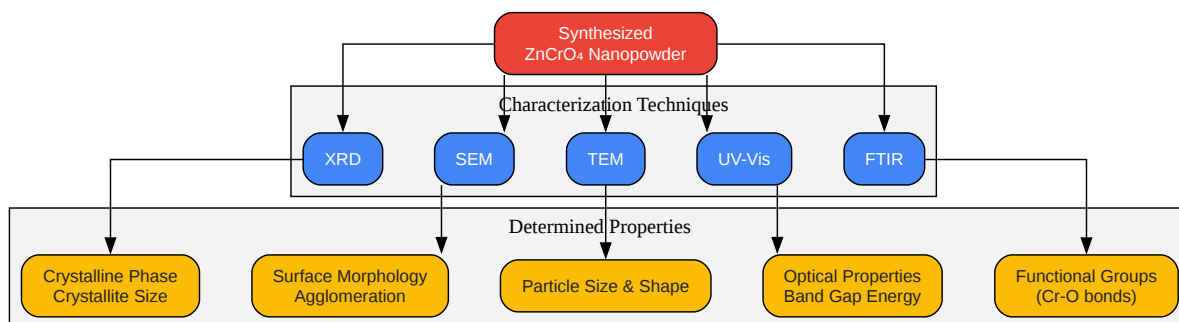 Synthesized
ZnCrO₄ Nanopowder
Characterization Techniques
XRD
SEM
TEM
UV-Vis
FTIR
Determined Properties
Crystalline Phase
Crystallite Size
Surface Morphology
Agglomeration
Particle Size & Shape
Optical Properties
Band Gap Energy
Functional Groups
(Cr-O bonds)